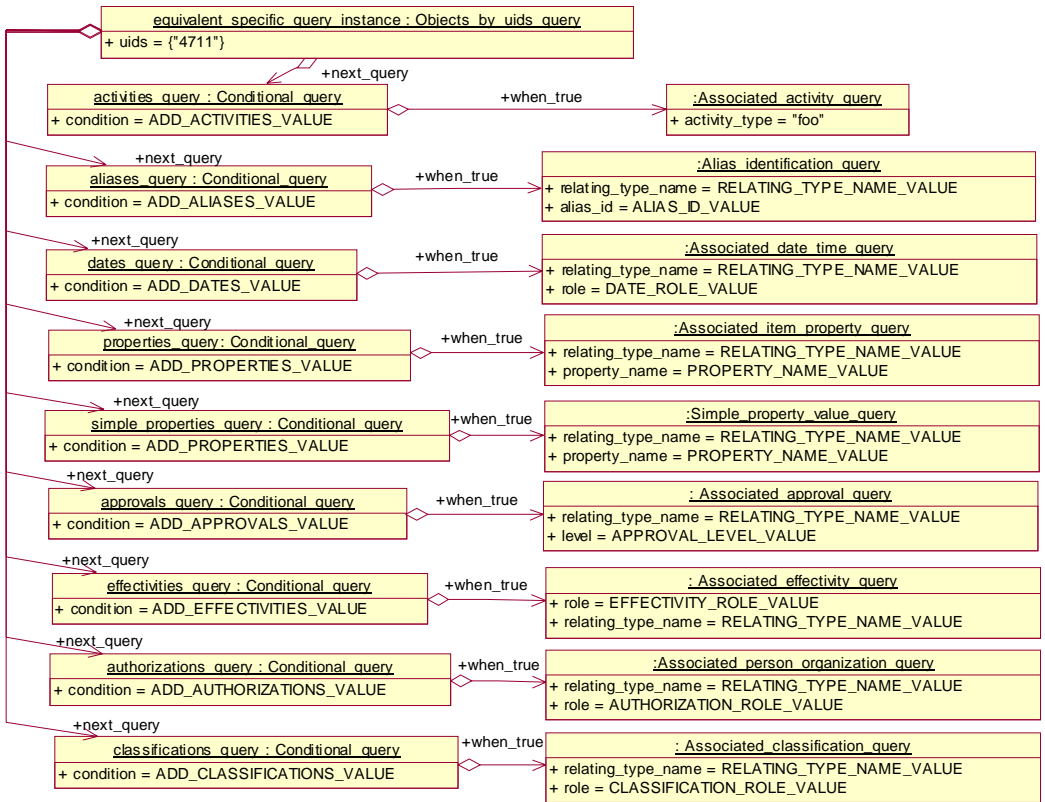 equivalent_specific_query_instance : Objects_by_uids_query
+ uids = {"4711"}
+next_query
activities_query : Conditional_query
+ condition = ADD_ACTIVITIES_VALUE
+when_true
:Associated_activity_query
+ activity_type = "foo"
+next_query
aliases_query : Conditional_query
+ condition = ADD_ALIASES_VALUE
+when_true
:Alias_identification_query
+ relating_type_name = RELATING_TYPE_NAME_VALUE
+ alias_id = ALIAS_ID_VALUE
+next_query
dates_query : Conditional_query
+ condition = ADD_DATES_VALUE
+when_true
:Associated_date_time_query
+ relating_type_name = RELATING_TYPE_NAME_VALUE
+ role = DATE_ROLE_VALUE
+next_query
properties_query: Conditional_query
+ condition = ADD_PROPERTIES_VALUE
+when_true
:Associated_item_property_query
+ relating_type_name = RELATING_TYPE_NAME_VALUE
+ property_name = PROPERTY_NAME_VALUE
+next_query
simple_properties_query : Conditional_query
+ condition = ADD_PROPERTIES_VALUE
+when_true
:Simple_property_value_query
+ relating_type_name = RELATING_TYPE_NAME_VALUE
+ property_name = PROPERTY_NAME_VALUE
+next_query
approvals_query : Conditional_query
+ condition = ADD_APPROVALS_VALUE
+when_true
: Associated_approval_query
+ relating_type_name = RELATING_TYPE_NAME_VALUE
+ level = APPROVAL_LEVEL_VALUE
+next_query
effectivities_query : Conditional_query
+ condition = ADD_EFFECTIVITIES_VALUE
+when_true
: Associated_effectivity_query
+ role = EFFECTIVITY_ROLE_VALUE
+ relating_type_name = RELATING_TYPE_NAME_VALUE
+next_query
authorizations_query : Conditional_query
+ condition = ADD_AUTHORIZATIONS_VALUE
+when_true
:Associated_person_organization_query
+ relating_type_name = RELATING_TYPE_NAME_VALUE
+ role = AUTHORIZATION_ROLE_VALUE
+next_query
classifications_query : Conditional_query
+ condition = ADD_CLASSIFICATIONS_VALUE
+when_true
: Associated_classification_query
+ relating_type_name = RELATING_TYPE_NAME_VALUE
+ role = CLASSIFICATION_ROLE_VALUE